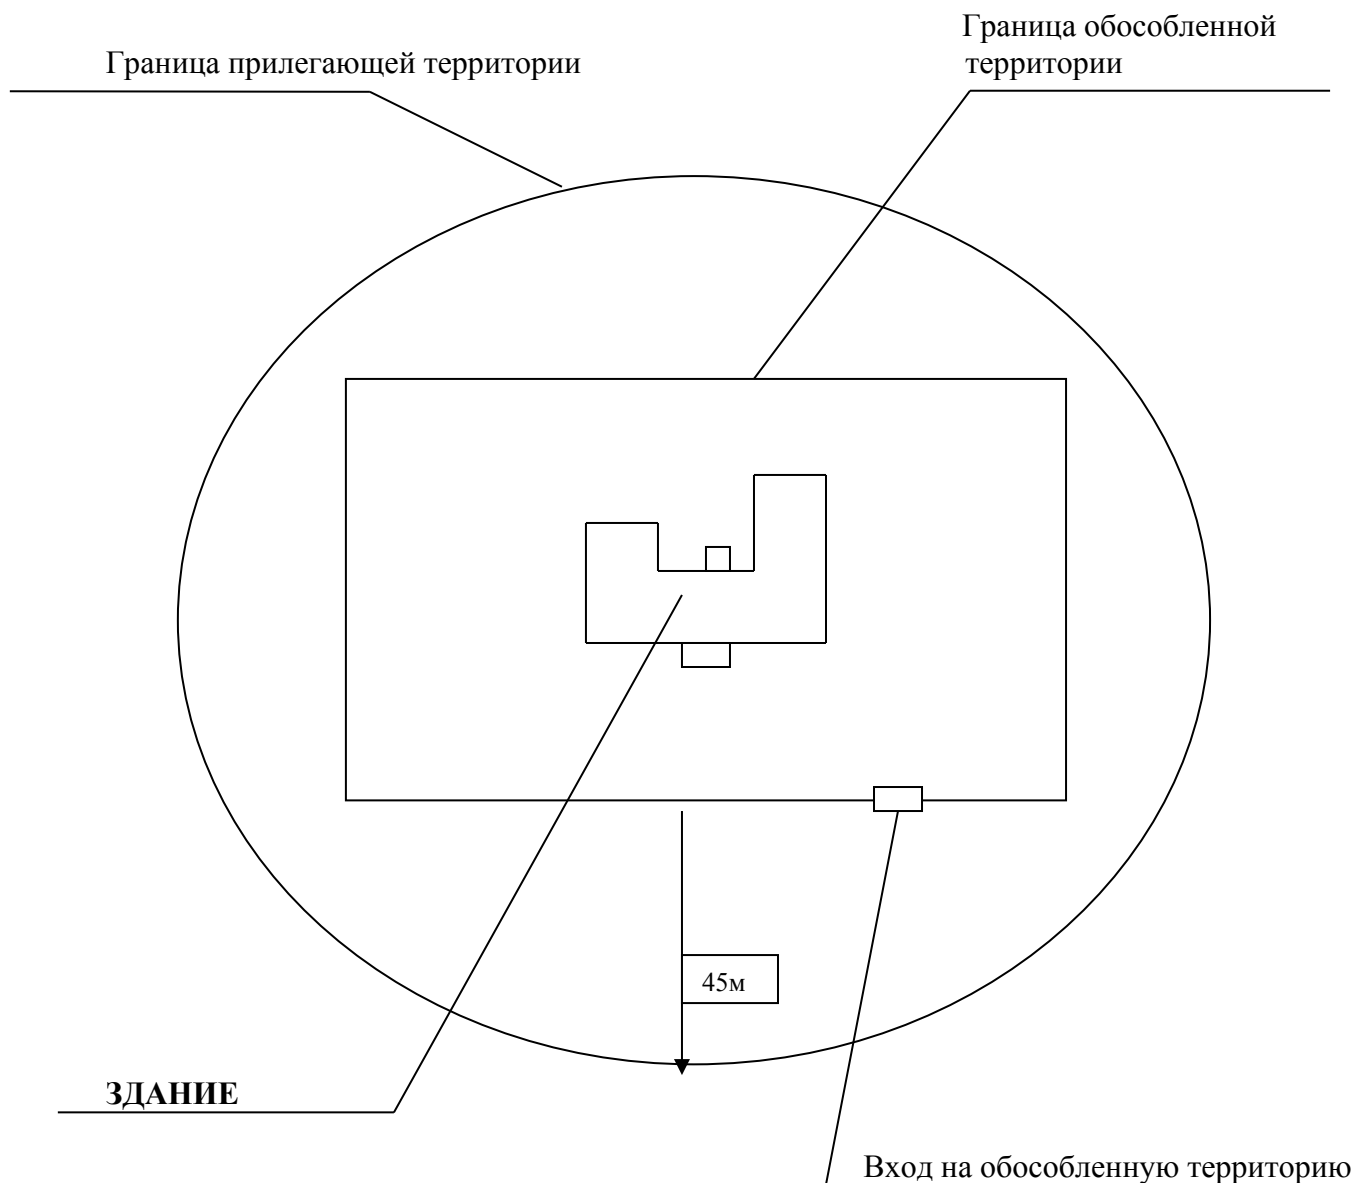 Граница обособленной
территории
Граница прилегающей территории
45м
ЗДАНИЕ
Вход на обособленную территорию